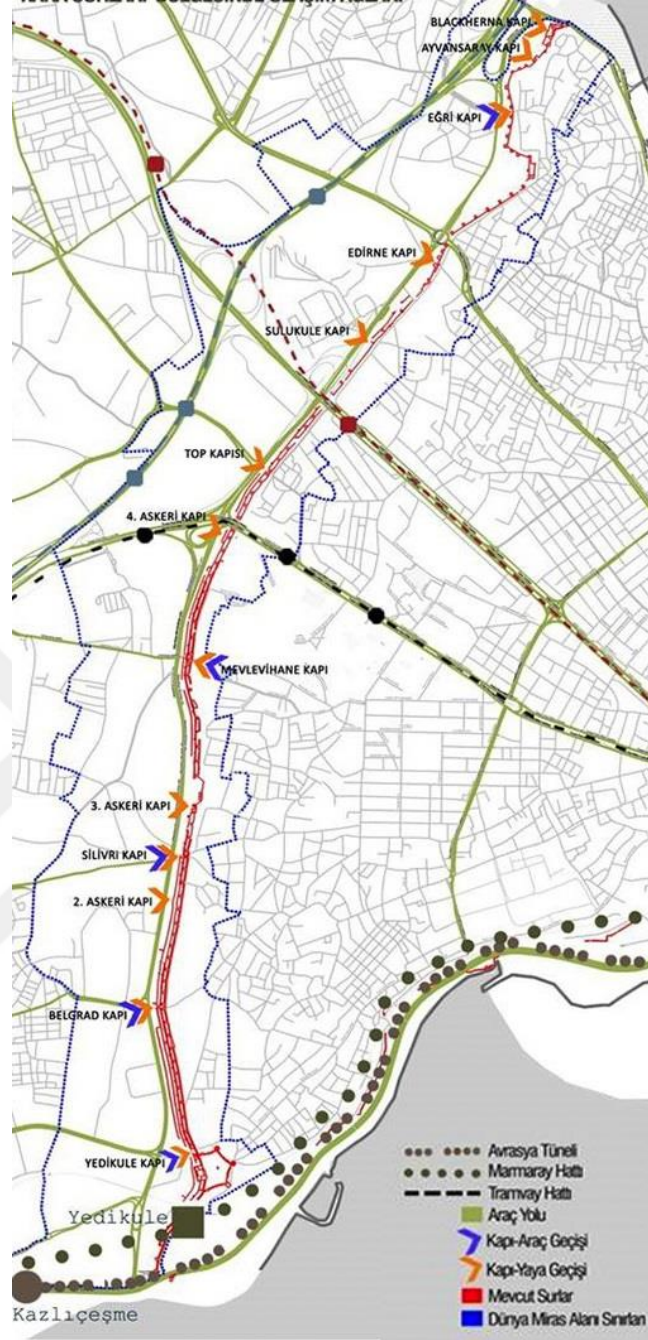 BLACKHERNA KAPI
AYVANSARAY KAPI
EĞRİ KAPI
EDİRNE KAPI
SULUKULE KAPI
TOP KAPISI
4. ASKERİ KAPI
MEVLEVİHANE KAPI
3. ASKERİ KAPI
SİLİVRİ KAPI
2. ASKERİ KAPI
BELGRAD KAPI
YEDİKULE KAPI
Yedikule
Kazlıçeşme
Avrasya Tüneli
Marmaray Hattı
Tramvay Hattı
Araç Yolu
Kapı-Araç Geçişi
Kapı-Yaya Geçişi
Mevcut Surlar
Dünya Miras Alanı Sınırları